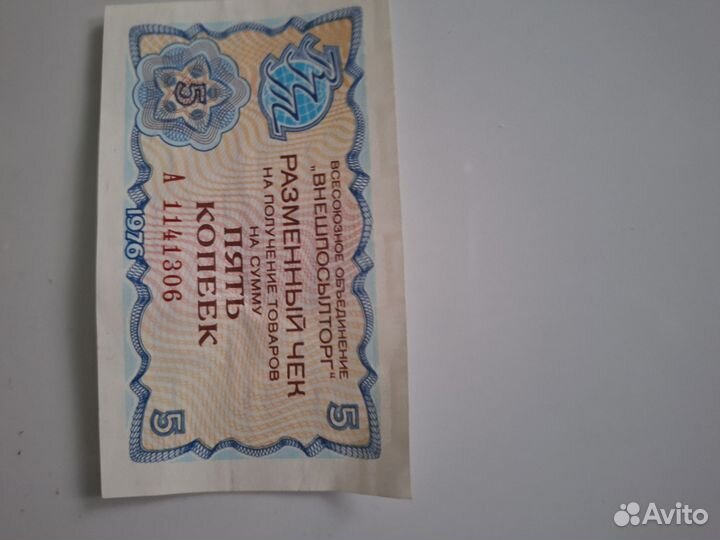 ВСЕСОЮЗНОЕ ОБЪЕДИНЕНИЕ
„ВНЕШПОСЫЛТОРГ“
РАЗМЕННЫЙ ЧЕК
НА ПОЛУЧЕНИЕ ТОВАРОВ
НА СУММУ
ПЯТЬ
КОПЕЕК
5
5
5
А 1141306
1976
Avito